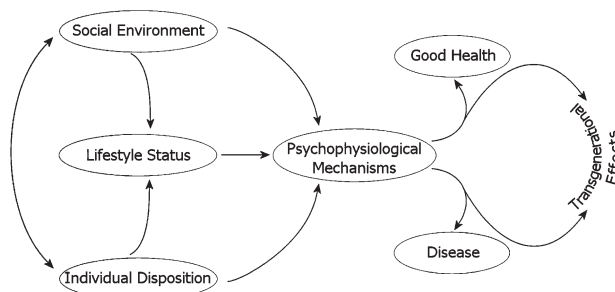 Social Environment
Good Health
Lifestyle Status
Psychophysiological
Mechanisms
Transgenerational
Effects
Disease
Individual Disposition